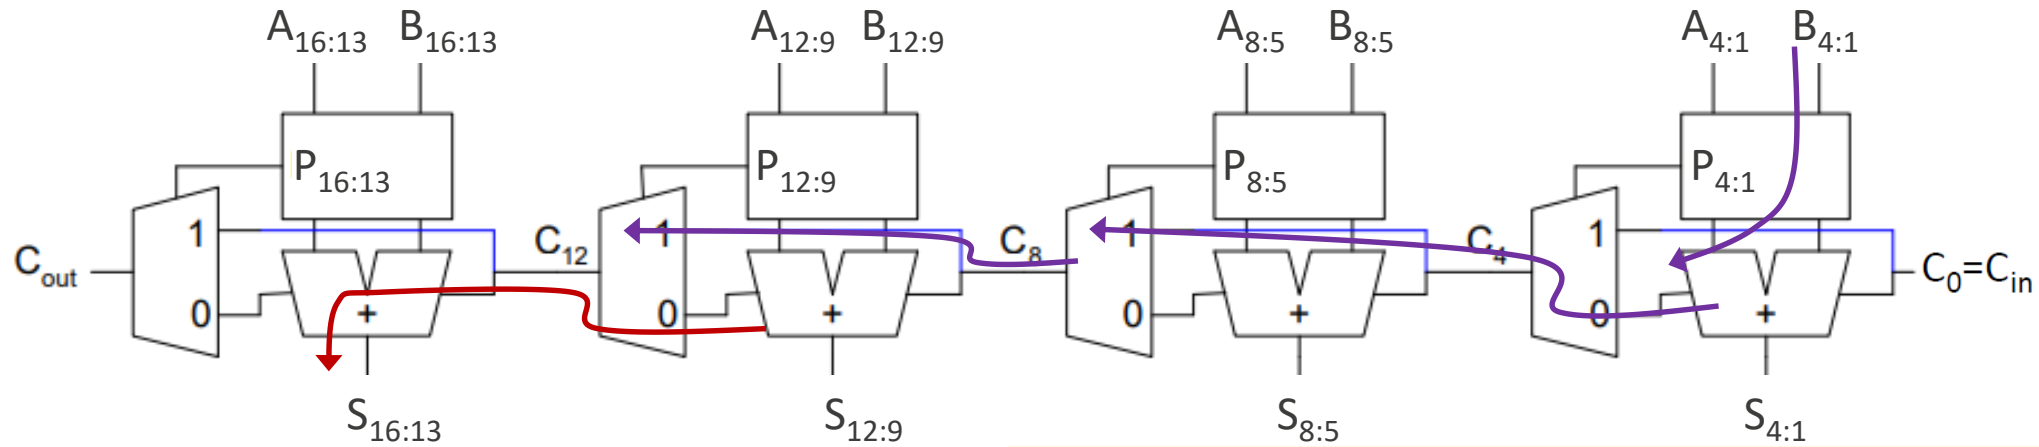 A16:13 B16:13 A12:9 B12:9 A8:5 B8:5 A4:1 B4:1
P16:13 P12:9 P8:5 P4:1
1 1 1 1
Cout C12 C8 C4 C0=Cin
0 + 0 + 0 + 0 +
S16:13 S12:9 S8:5 S4:1